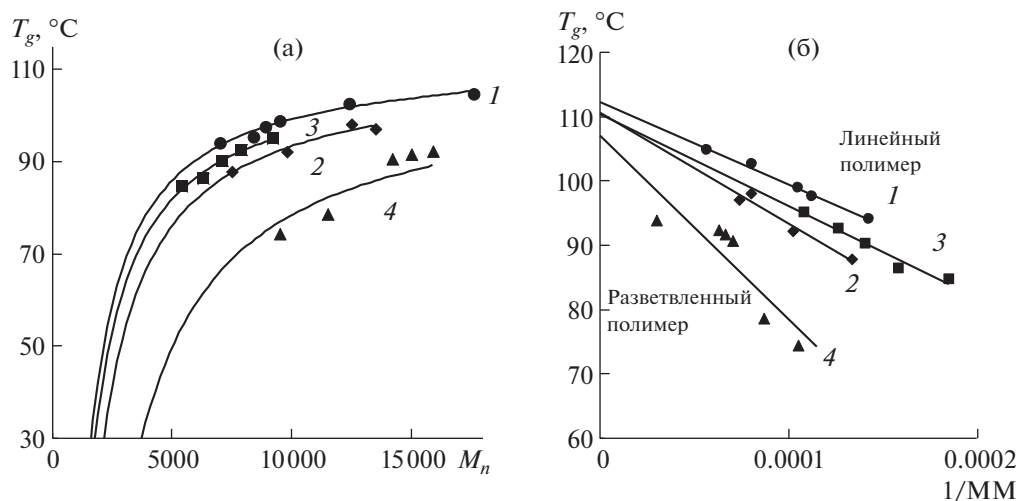 T_g, °C
(а)
110
90
70
50
30
0
5000
10000
15000
M_n
1
3
2
4
T_g, °C
(б)
120
110
100
90
80
70
60
0
0.0001
0.0002
1/ММ
Линейный
полимер
1
3
2
Разветвленный
полимер
4